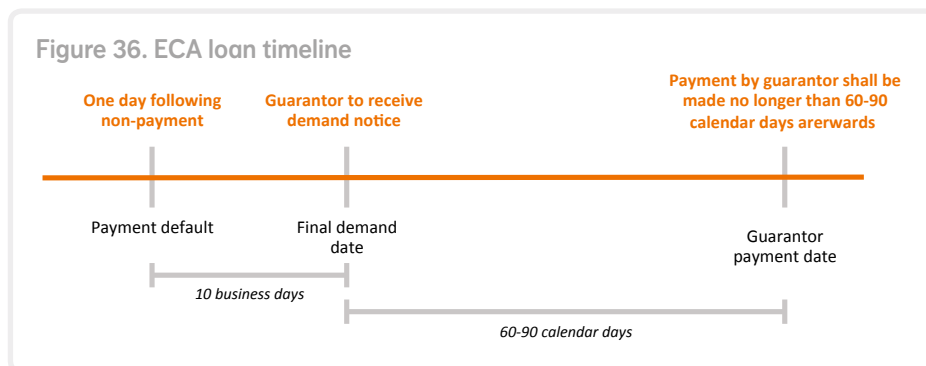 Figure 36. ECA loan timeline
One day following
non-payment
Guarantor to receive
demand notice
Payment by guarantor shall be
made no longer than 60-90
calendar days arerwards
Payment default
Final demand
date
Guarantor
payment date
10 business days
60-90 calendar days